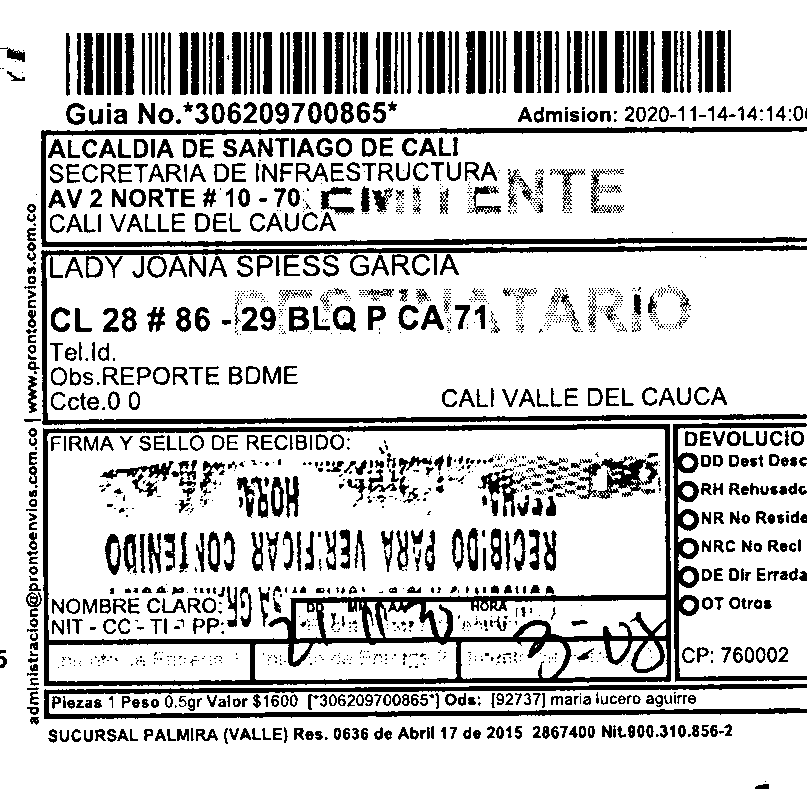 Guia No.*306209700865*
Admision: 2020-11-14-14:14:0
ALCALDIA DE SANTIAGO DE CALI
SECRETARIA DE INFRAESTRUCTURA
AV 2 NORTE # 10 - 70
CALI VALLE DEL CAUCA
LADY JOANA SPIESS GARCIA
DESTINATARIO
CL 28 # 86 - 29 BLQ P CA 71
Tel.Id.
Obs.REPORTE BDME
Ccte.0 0
CALI VALLE DEL CAUCA
administracion@prontoenvios.com.co | www.prontoenvios.com.co
FIRMA Y SELLO DE RECIBIDO:
FECHA: HORA:
RECIBIDO PARA VERIFICAR CONTENIDO
NOMBRE CLARO:
NIT - CC - TI - PP:
DD MM AA HORA
DEVOLUCIO
DD Dest Desc
RH Rehusado
NR No Reside
NRC No Recl
DE Dir Errada
OT Otros
CP: 760002
Piezas 1 Peso 0.5gr Valor $1600 [*306209700865*] Ods: [92737] maria lucero aguirre
SUCURSAL PALMIRA (VALLE) Res. 0636 de Abril 17 de 2015 2867400 Nit.900.310.856-2